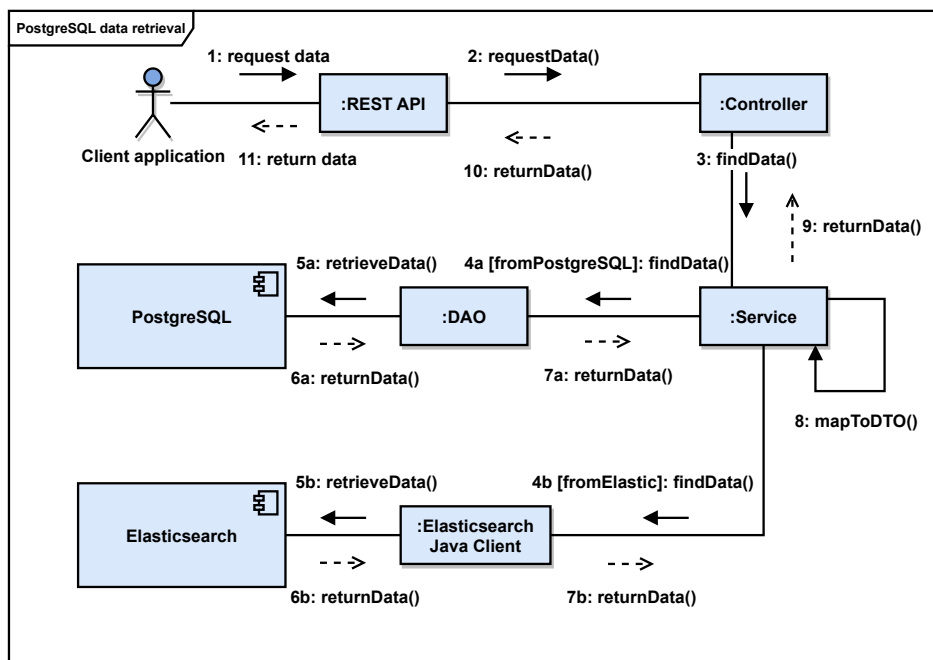 PostgreSQL data retrieval
1: request data
2: requestData()
:REST API
:Controller
Client application
11: return data
10: returnData()
3: findData()
9: returnData()
5a: retrieveData()
4a [fromPostgreSQL]: findData()
PostgreSQL
:DAO
:Service
6a: returnData()
7a: returnData()
8: mapToDTO()
5b: retrieveData()
4b [fromElastic]: findData()
Elasticsearch
:Elasticsearch
Java Client
6b: returnData()
7b: returnData()